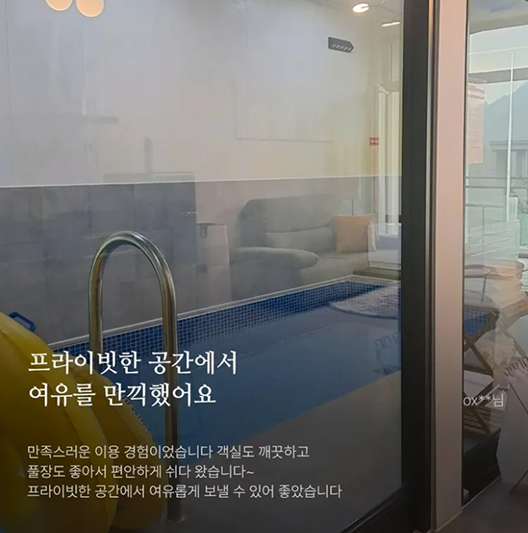 프라이빗한 공간에서
여유를 만끽했어요
ox**님
만족스러운 이용 경험이었습니다 객실도 깨끗하고
풀장도 좋아서 편안하게 쉬다 왔습니다~
프라이빗한 공간에서 여유롭게 보낼 수 있어 좋았습니다